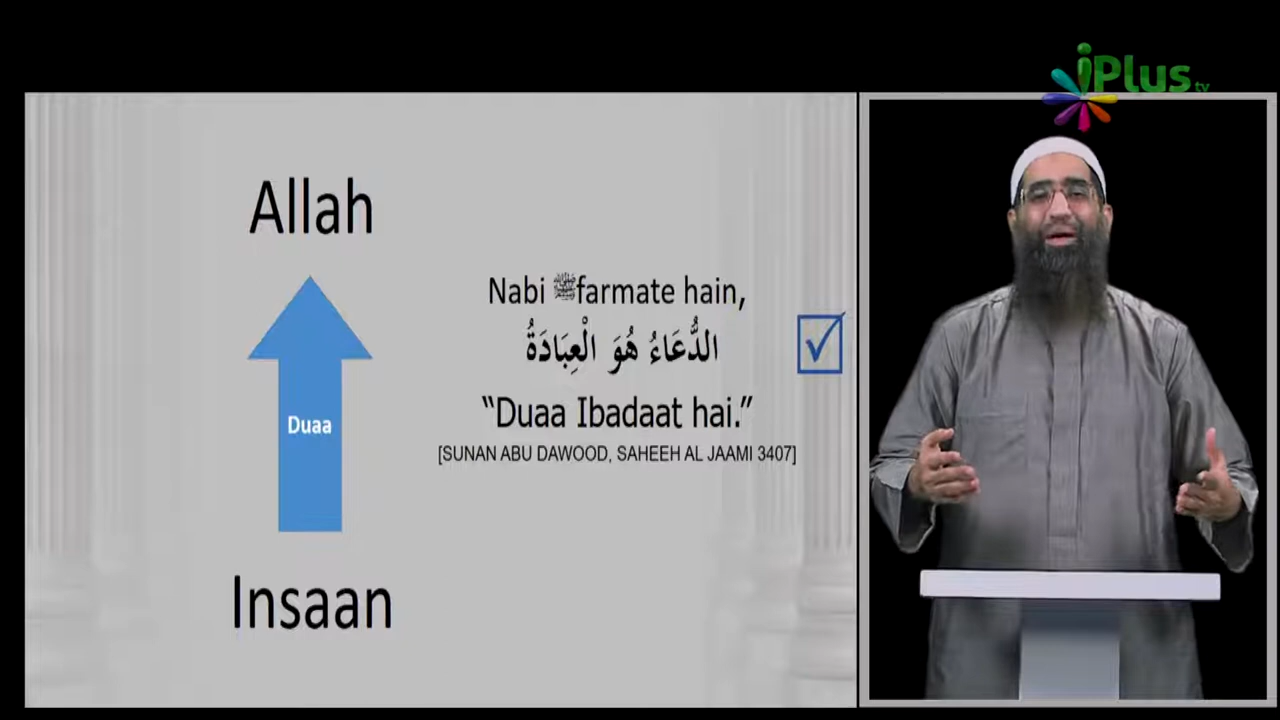 iPlus tv
Allah
Duaa
Insaan
Nabi ﷺ farmate hain,
الدُّعَاءُ هُوَ الْعِبَادَةُ
“Duaa Ibadaat hai.”
[SUNAN ABU DAWOOD, SAHEEH AL JAAMI 3407]